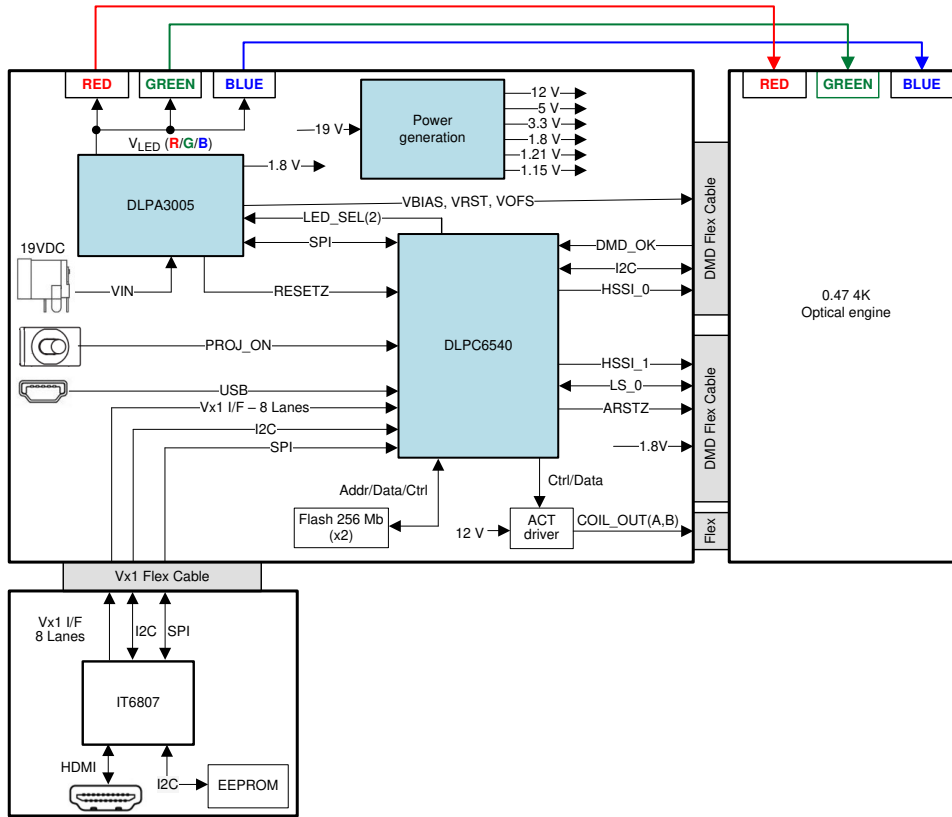 RED
GREEN
BLUE
RED
GREEN
BLUE
VLED (R/G/B)
1.8 V
DLPA3005
19 V
Power
generation
12 V
5 V
3.3 V
1.8 V
1.21 V
1.15 V
VBIAS, VRST, VOFS
LED_SEL(2)
SPI
19VDC
VIN
RESETZ
PROJ_ON
USB
Vx1 I/F – 8 Lanes
I2C
SPI
DLPC6540
DMD_OK
I2C
HSSI_0
HSSI_1
LS_0
ARSTZ
1.8V
DMD Flex Cable
DMD Flex Cable
Flex
0.47 4K
Optical engine
Addr/Data/Ctrl
Ctrl/Data
Flash 256 Mb
(x2)
12 V
ACT
driver
COIL_OUT(A,B)
Vx1 Flex Cable
Vx1 I/F
8 Lanes
I2C
SPI
IT6807
HDMI
I2C
EEPROM